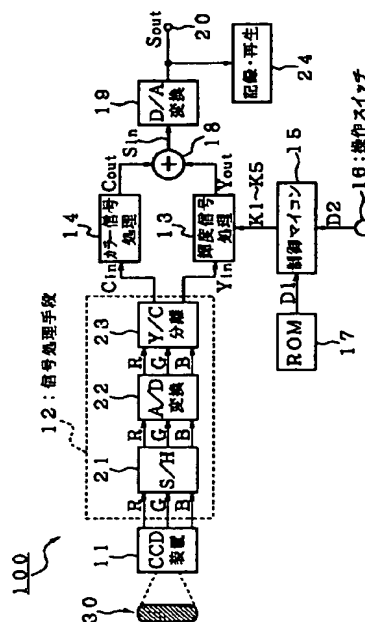 100
12:信号処理手段
30
11
CCD
装置
R
G
B
21
S/H
R
G
B
22
A/D
変換
R
G
B
23
Y/C
分離
Cin
Yin
14
カラー信号
処理
13
輝度信号
処理
Cout
Yout
18
+
Sin
19
D/A
変換
Sout
20
24
記録・再生
K1~K5
15
制御マイコン
D1
D2
ROM
17
16:操作スイッチ